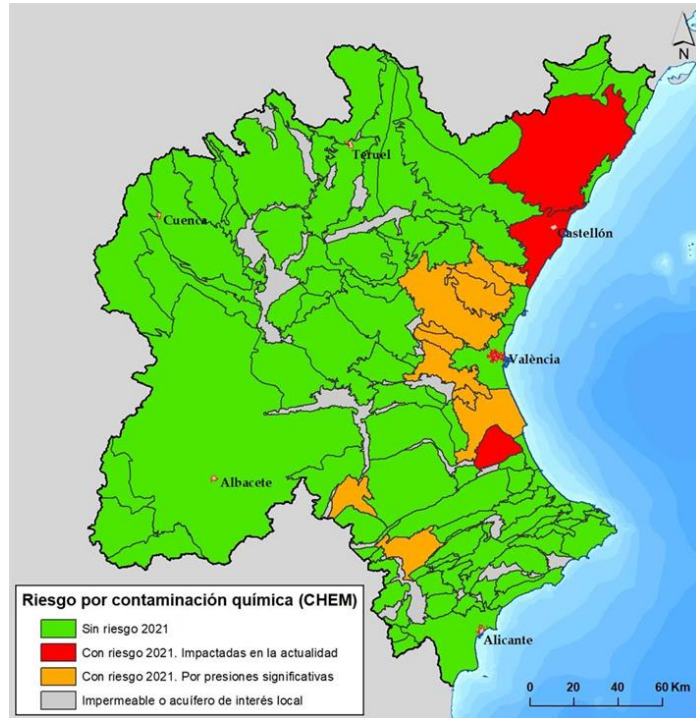 N
Teruel
Cuenca
Castellón
València
Albacete
Alicante
Riesgo por contaminación química (CHEM)
Sin riesgo 2021
Con riesgo 2021. Impactadas en la actualidad
Con riesgo 2021. Por presiones significativas
Impermeable o acuífero de interés local
0 20 40 60 Km